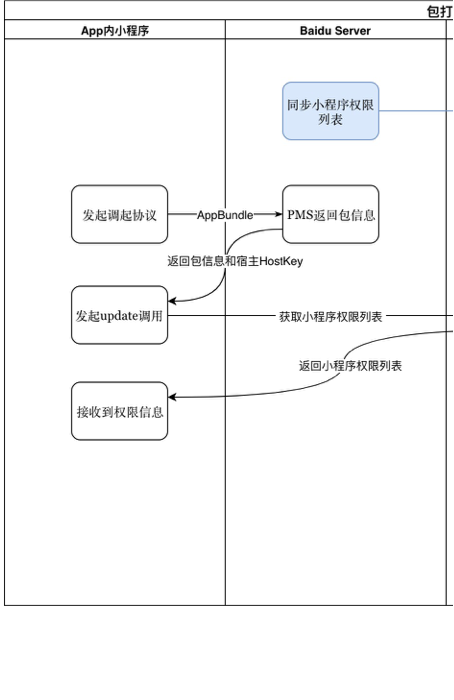 包打
App内小程序
Baidu Server
同步小程序权限
列表
发起调起协议
AppBundle
PMS返回包信息
返回包信息和宿主HostKey
发起update调用
获取小程序权限列表
返回小程序权限列表
接收到权限信息